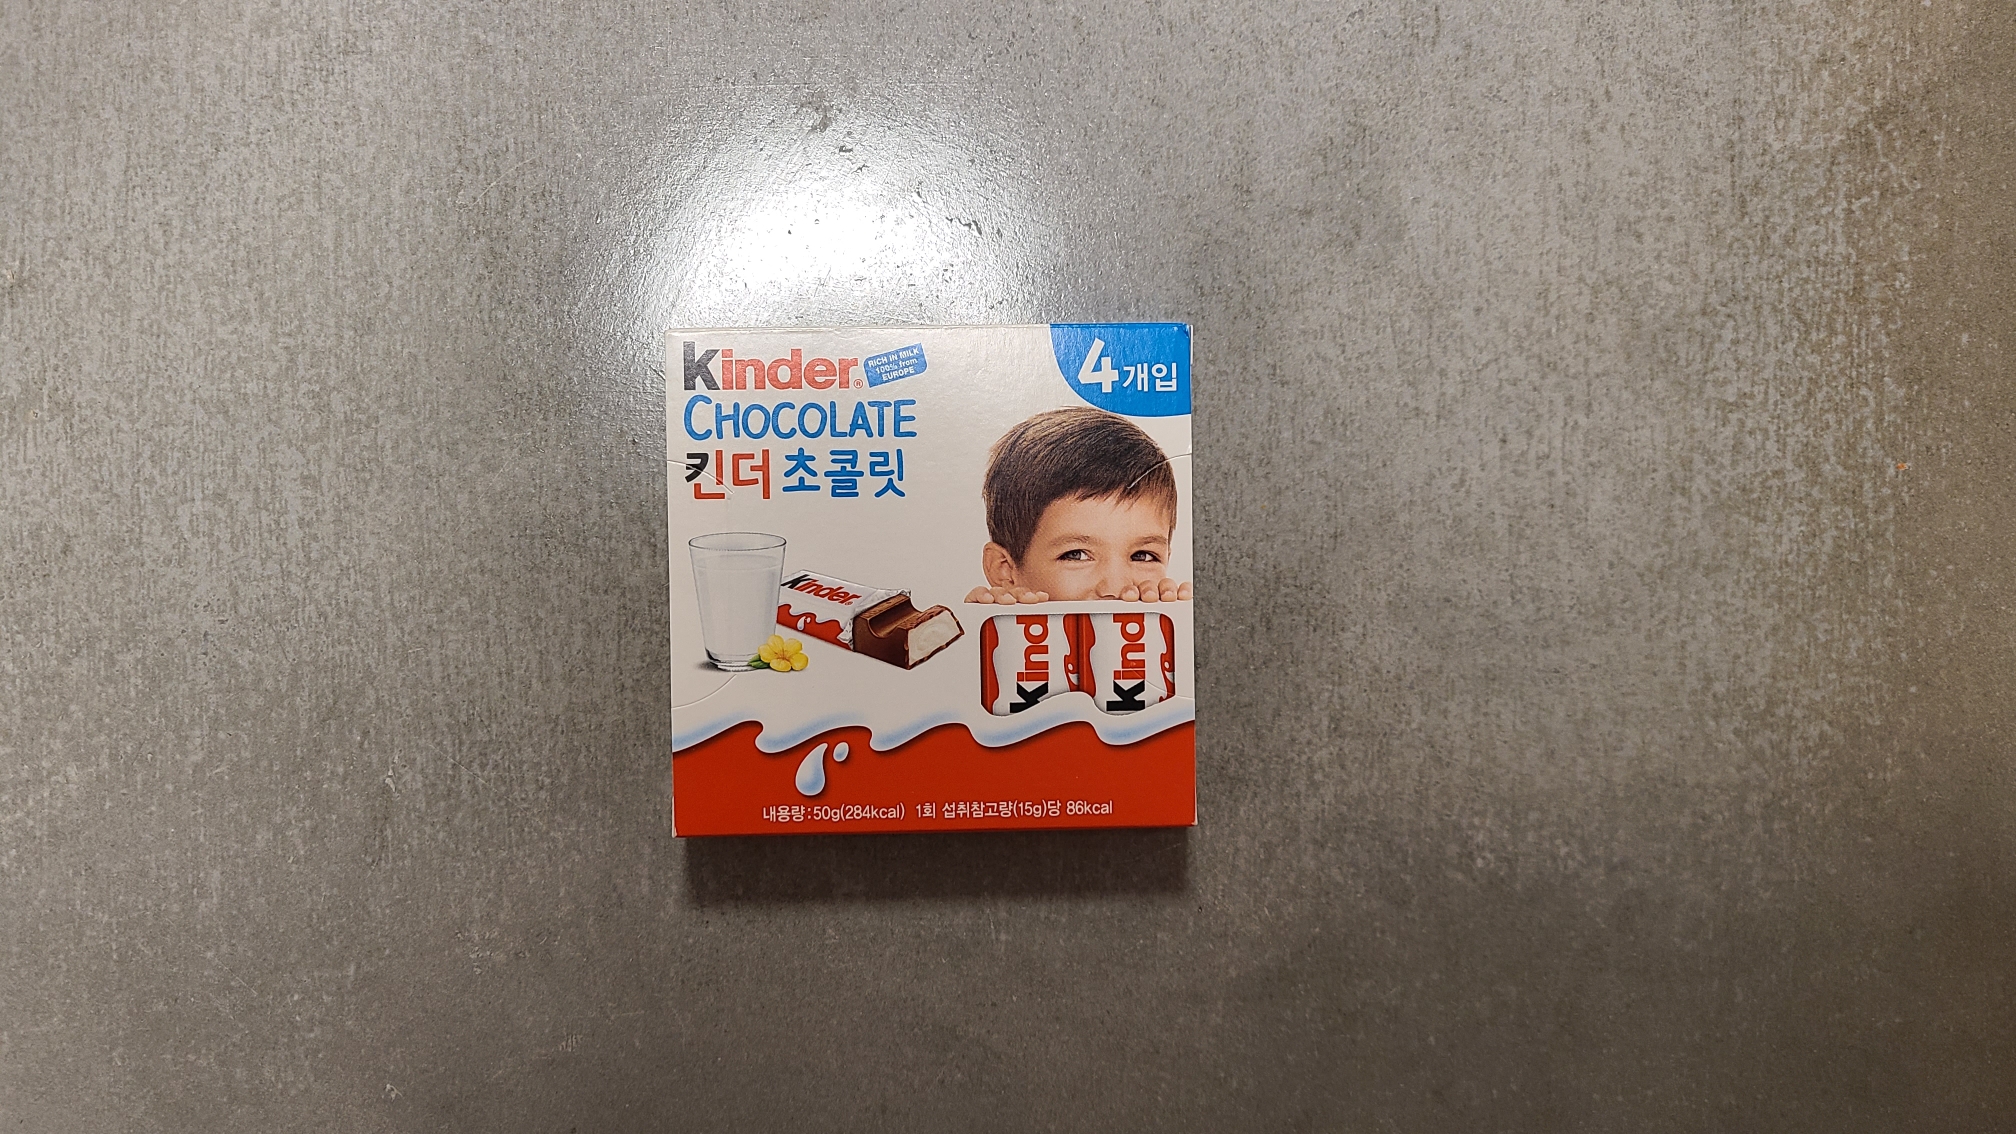 Kinder®
RICH IN MILK
100% from
EUROPE
CHOCOLATE
킨더 초콜릿
4개입
Kinder
Kind
Kind
내용량:50g(284kcal) 1회 섭취참고량(15g)당 86kcal